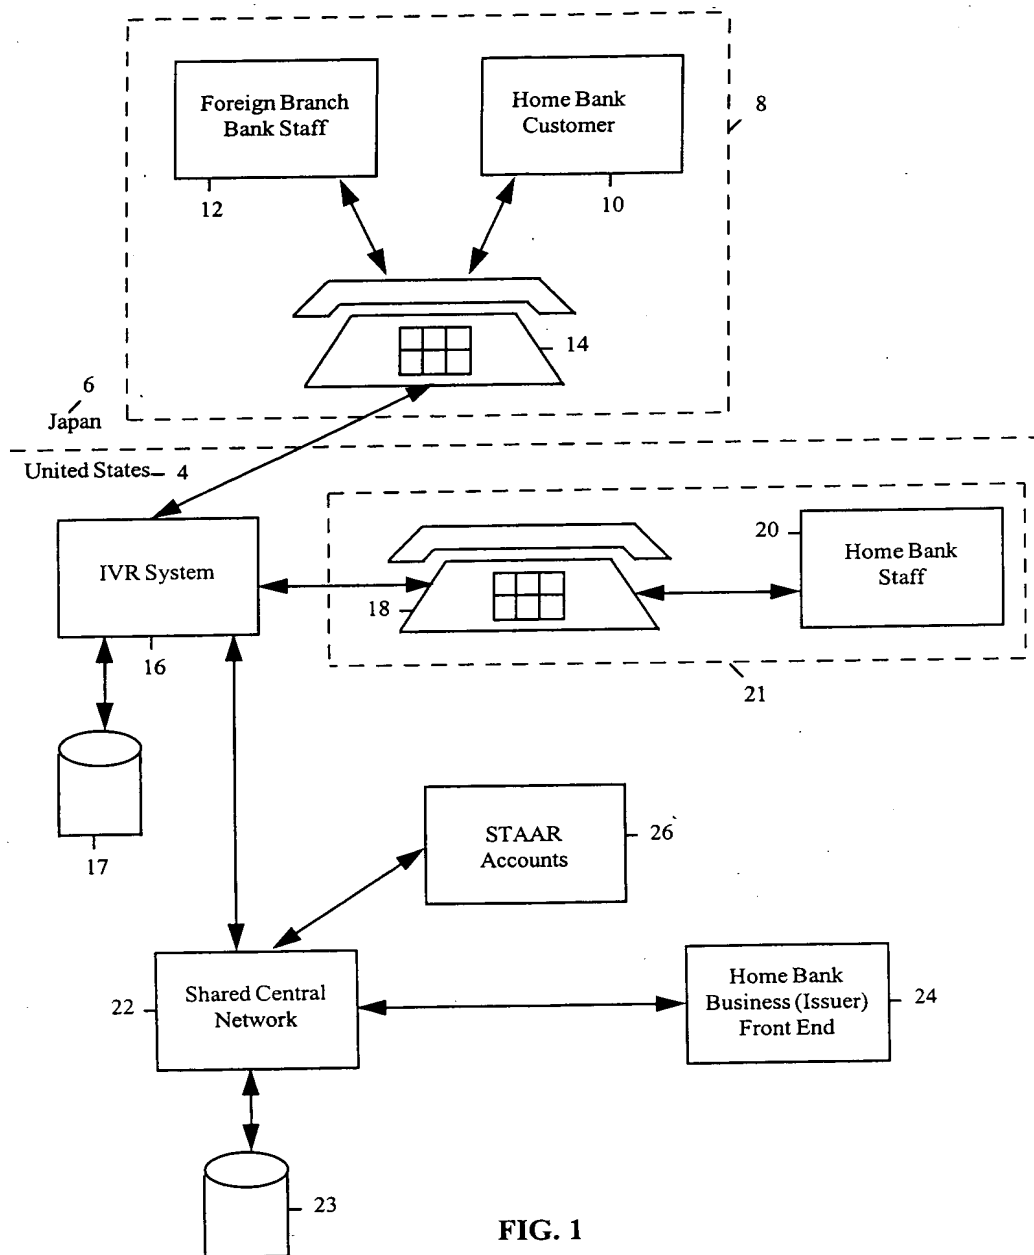 Foreign Branch
Bank Staff
Home Bank
Customer
8
12
10
14
6
Japan
United States
4
IVR System
20
Home Bank
Staff
18
16
21
17
STAAR
Accounts
26
22
Shared Central
Network
Home Bank
Business (Issuer)
Front End
24
23
FIG. 1